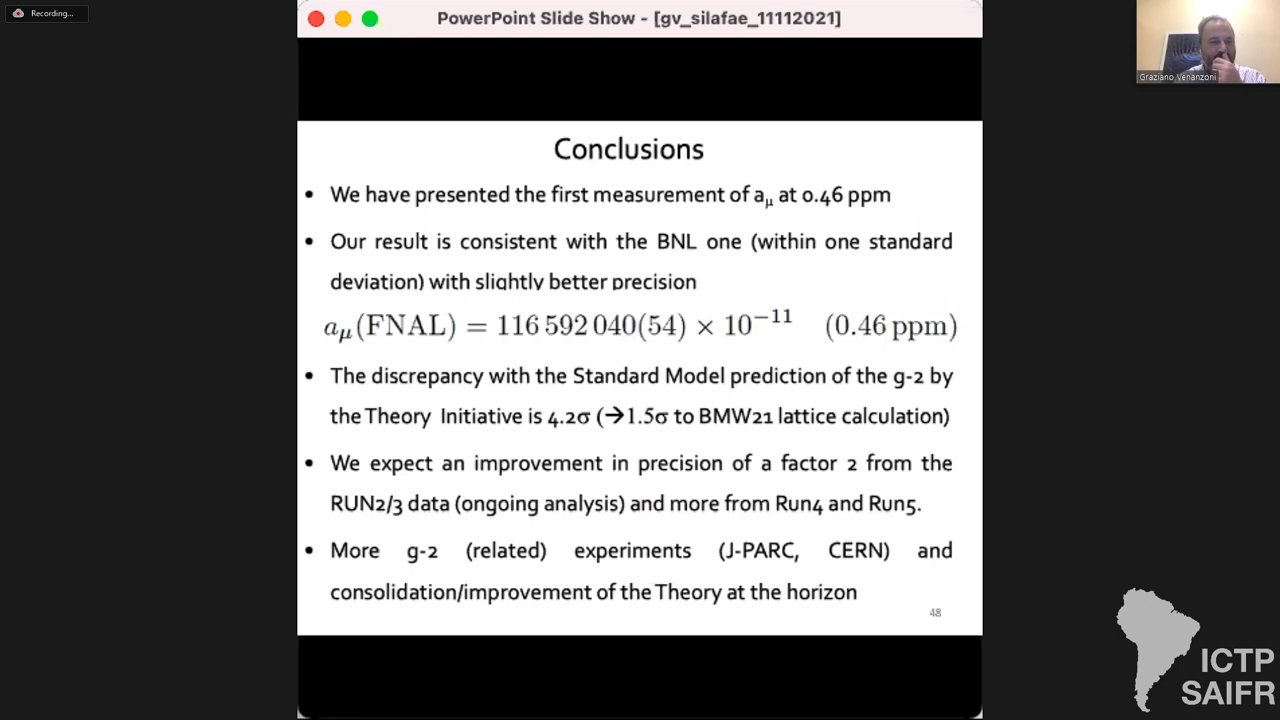 Recording...
PowerPoint Slide Show - [gv_silafae_11112021]
Graziano Venanzoni
Conclusions
• We have presented the first measurement of aμ at 0.46 ppm
• Our result is consistent with the BNL one (within one standard
deviation) with slightly better precision
aμ(FNAL) = 116 592 040(54) × 10⁻¹¹ (0.46 ppm)
• The discrepancy with the Standard Model prediction of the g-2 by
the Theory Initiative is 4.2σ (→1.5σ to BMW21 lattice calculation)
• We expect an improvement in precision of a factor 2 from the
RUN2/3 data (ongoing analysis) and more from Run4 and Run5.
• More g-2 (related) experiments (J-PARC, CERN) and
consolidation/improvement of the Theory at the horizon
48
ICTP
SAIFR